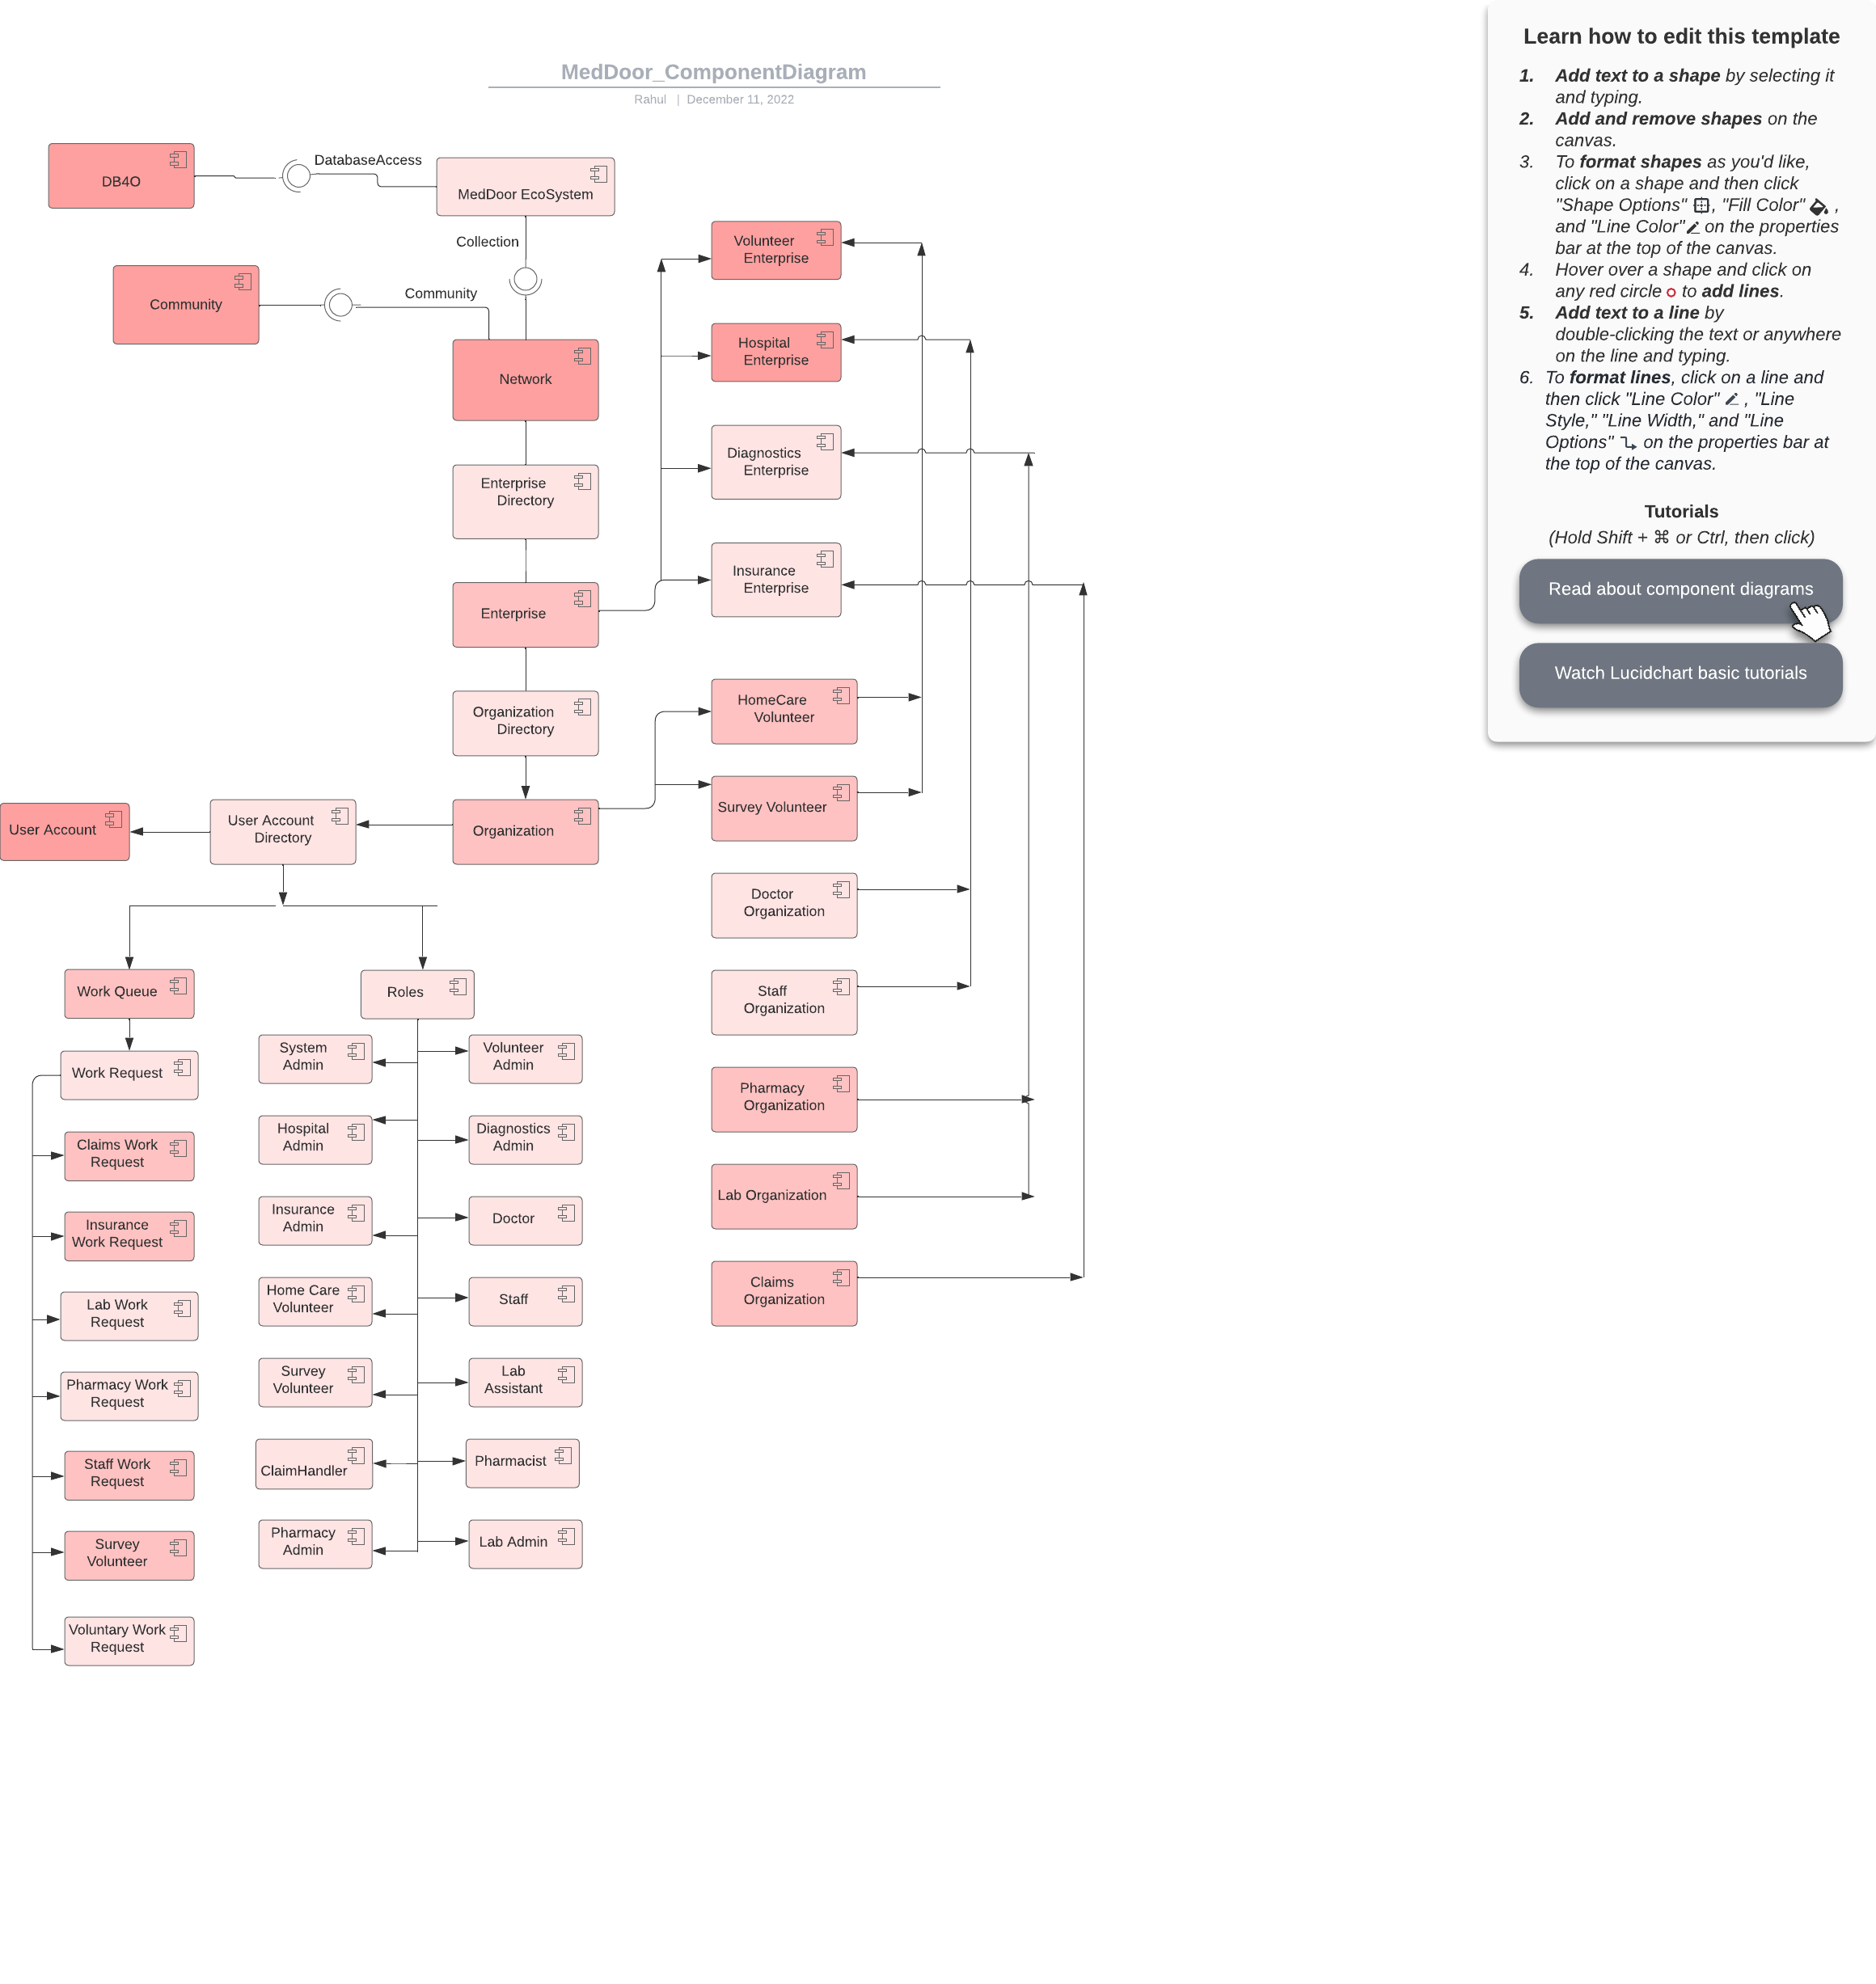 MedDoor_ComponentDiagram
Rahul | December 11, 2022
DB4O
DatabaseAccess
MedDoor EcoSystem
Collection
Community
Community
Network
Enterprise
Directory
Enterprise
Organization
Directory
Organization
User Account
Directory
User Account
Volunteer
Enterprise
Hospital
Enterprise
Diagnostics
Enterprise
Insurance
Enterprise
HomeCare
Volunteer
Survey Volunteer
Doctor
Organization
Staff
Organization
Pharmacy
Organization
Lab Organization
Claims
Organization
Work Queue
Work Request
Claims Work
Request
Insurance
Work Request
Lab Work
Request
Pharmacy Work
Request
Staff Work
Request
Survey
Volunteer
Voluntary Work
Request
Roles
System
Admin
Volunteer
Admin
Hospital
Admin
Diagnostics
Admin
Insurance
Admin
Doctor
Home Care
Volunteer
Staff
Survey
Volunteer
Lab
Assistant
ClaimHandler
Pharmacist
Pharmacy
Admin
Lab Admin
Learn how to edit this template
1. Add text to a shape by selecting it
and typing.
2. Add and remove shapes on the
canvas.
3. To format shapes as you'd like,
click on a shape and then click
"Shape Options" , "Fill Color" ,
and "Line Color" on the properties
bar at the top of the canvas.
4. Hover over a shape and click on
any red circle to add lines.
5. Add text to a line by
double-clicking the text or anywhere
on the line and typing.
6. To format lines, click on a line and
then click "Line Color" , "Line
Style," "Line Width," and "Line
Options" on the properties bar at
the top of the canvas.
Tutorials
(Hold Shift + ⌘ or Ctrl, then click)
Read about component diagrams
Watch Lucidchart basic tutorials